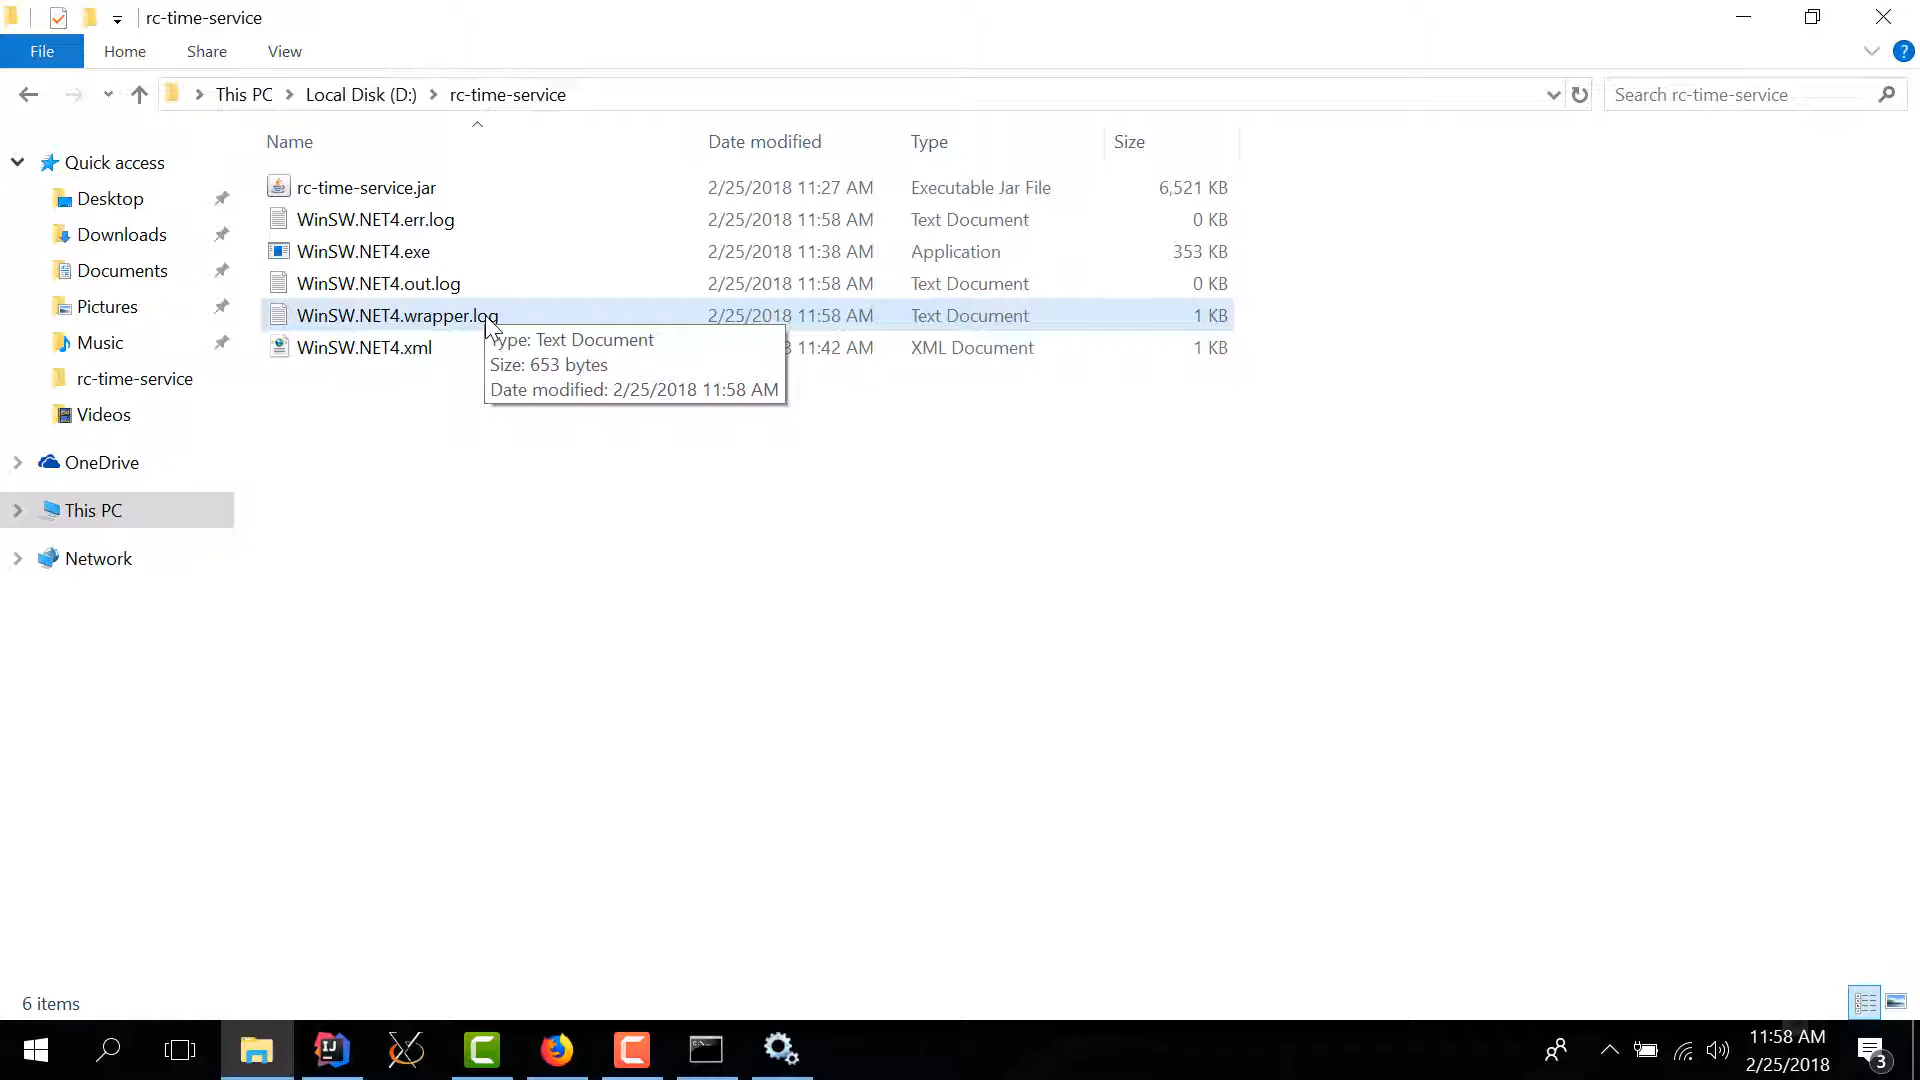 rc-time-service
File Home Share View
This PC Local Disk (D:) rc-time-service
Search rc-time-service
Name Date modified Type Size
Quick access
Desktop
Downloads
Documents
Pictures
Music
rc-time-service
Videos
OneDrive
This PC
Network
rc-time-service.jar 2/25/2018 11:27 AM Executable Jar File 6,521 KB
WinSW.NET4.err.log 2/25/2018 11:58 AM Text Document 0 KB
WinSW.NET4.exe 2/25/2018 11:38 AM Application 353 KB
WinSW.NET4.out.log 2/25/2018 11:58 AM Text Document 0 KB
WinSW.NET4.wrapper.log 2/25/2018 11:58 AM Text Document 1 KB
WinSW.NET4.xml 11:42 AM XML Document 1 KB
Type: Text Document
Size: 653 bytes
Date modified: 2/25/2018 11:58 AM
6 items
IJ
11:58 AM
2/25/2018
3